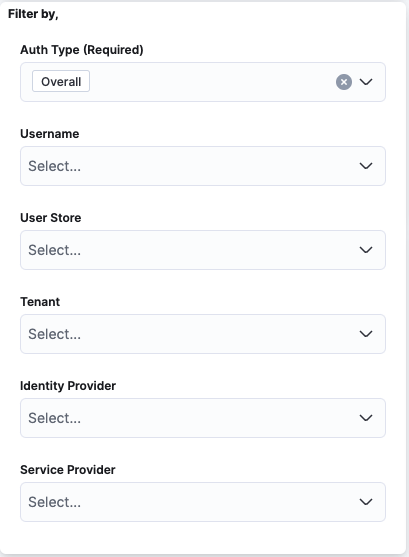 Filter by,
Auth Type (Required)
Overall
Username
Select...
User Store
Select...
Tenant
Select...
Identity Provider
Select...
Service Provider
Select...